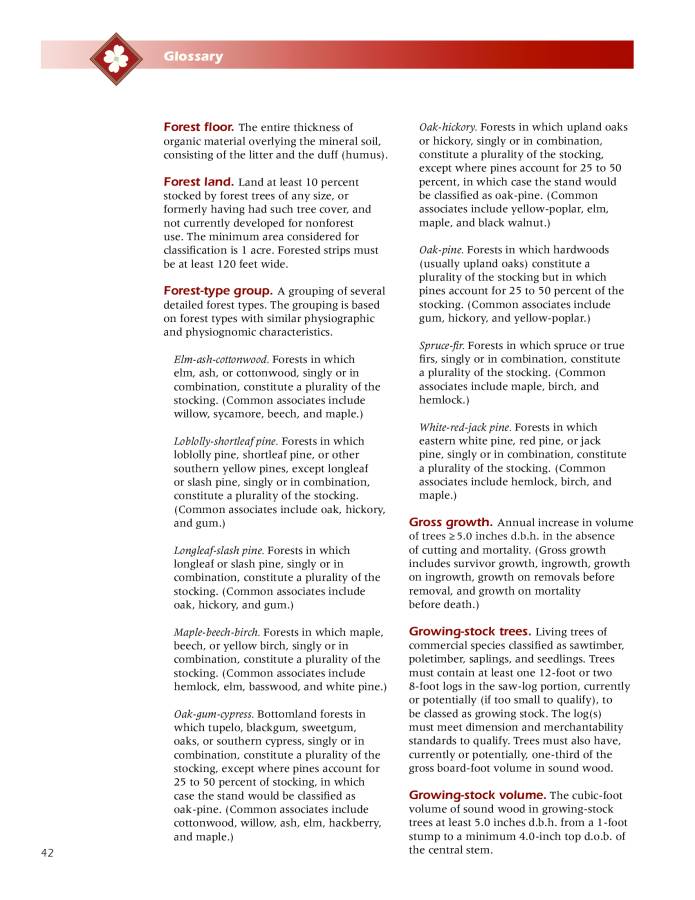 Glossary
Forest floor. The entire thickness of
organic material overlying the mineral soil,
consisting of the litter and the duff (humus).
Forest land. Land at least 10 percent
stocked by forest trees of any size, or
formerly having had such tree cover, and
not currently developed for nonforest
use. The minimum area considered for
classification is 1 acre. Forested strips must
be at least 120 feet wide.
Forest-type group. A grouping of several
detailed forest types. The grouping is based
on forest types with similar physiographic
and physiognomic characteristics.
Elm-ash-cottonwood. Forests in which
elm, ash, or cottonwood, singly or in
combination, constitute a plurality of the
stocking. (Common associates include
willow, sycamore, beech, and maple.)
Loblolly-shortleaf pine. Forests in which
loblolly pine, shortleaf pine, or other
southern yellow pines, except longleaf
or slash pine, singly or in combination,
constitute a plurality of the stocking.
(Common associates include oak, hickory,
and gum.)
Longleaf-slash pine. Forests in which
longleaf or slash pine, singly or in
combination, constitute a plurality of the
stocking. (Common associates include
oak, hickory, and gum.)
Maple-beech-birch. Forests in which maple,
beech, or yellow birch, singly or in
combination, constitute a plurality of the
stocking. (Common associates include
hemlock, elm, basswood, and white pine.)
Oak-gum-cypress. Bottomland forests in
which tupelo, blackgum, sweetgum,
oaks, or southern cypress, singly or in
combination, constitute a plurality of the
stocking, except where pines account for
25 to 50 percent of stocking, in which
case the stand would be classified as
oak-pine. (Common associates include
cottonwood, willow, ash, elm, hackberry,
and maple.)
Oak-hickory. Forests in which upland oaks
or hickory, singly or in combination,
constitute a plurality of the stocking,
except where pines account for 25 to 50
percent, in which case the stand would
be classified as oak-pine. (Common
associates include yellow-poplar, elm,
maple, and black walnut.)
Oak-pine. Forests in which hardwoods
(usually upland oaks) constitute a
plurality of the stocking but in which
pines account for 25 to 50 percent of the
stocking. (Common associates include
gum, hickory, and yellow-poplar.)
Spruce-fir. Forests in which spruce or true
firs, singly or in combination, constitute
a plurality of the stocking. (Common
associates include maple, birch, and
hemlock.)
White-red-jack pine. Forests in which
eastern white pine, red pine, or jack
pine, singly or in combination, constitute
a plurality of the stocking. (Common
associates include hemlock, birch, and
maple.)
Gross growth. Annual increase in volume
of trees ≥5.0 inches d.b.h. in the absence
of cutting and mortality. (Gross growth
includes survivor growth, ingrowth, growth
on ingrowth, growth on removals before
removal, and growth on mortality
before death.)
Growing-stock trees. Living trees of
commercial species classified as sawtimber,
poletimber, saplings, and seedlings. Trees
must contain at least one 12-foot or two
8-foot logs in the saw-log portion, currently
or potentially (if too small to qualify), to
be classed as growing stock. The log(s)
must meet dimension and merchantability
standards to qualify. Trees must also have,
currently or potentially, one-third of the
gross board-foot volume in sound wood.
Growing-stock volume. The cubic-foot
volume of sound wood in growing-stock
trees at least 5.0 inches d.b.h. from a 1-foot
stump to a minimum 4.0-inch top d.o.b. of
the central stem.
42